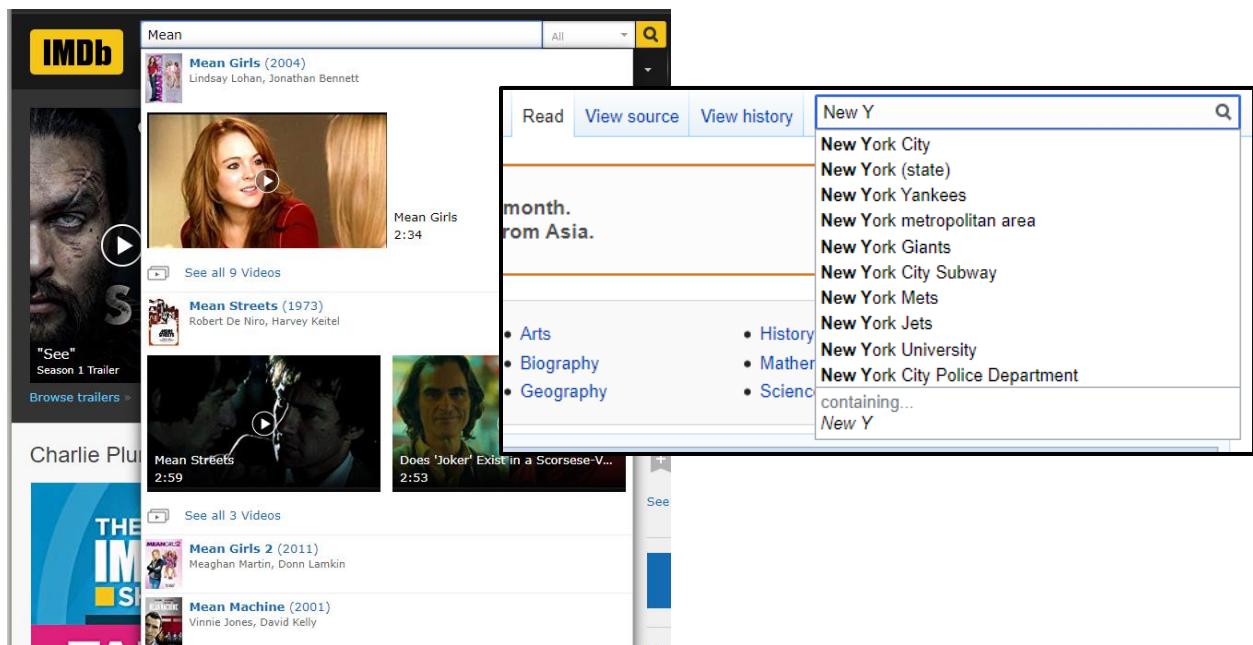 IMDb
Mean
All
Mean Girls (2004)
Lindsay Lohan, Jonathan Bennett
Mean Girls
2:34
See all 9 Videos
Mean Streets (1973)
Robert De Niro, Harvey Keitel
Mean Streets
2:59
Does 'Joker' Exist in a Scorsese-V...
2:53
See all 3 Videos
Mean Girls 2 (2011)
Meaghan Martin, Donn Lamkin
Mean Machine (2001)
Vinnie Jones, David Kelly
S
"See"
Season 1 Trailer
Browse trailers »
Charlie Plu
THE
IM
S
See
Read
View source
View history
New Y
New York City
New York (state)
New York Yankees
New York metropolitan area
New York Giants
New York City Subway
New York Mets
New York Jets
New York University
New York City Police Department
containing...
New Y
month.
rom Asia.
• Arts
• Biography
• Geography
• History
• Mather
• Scienc